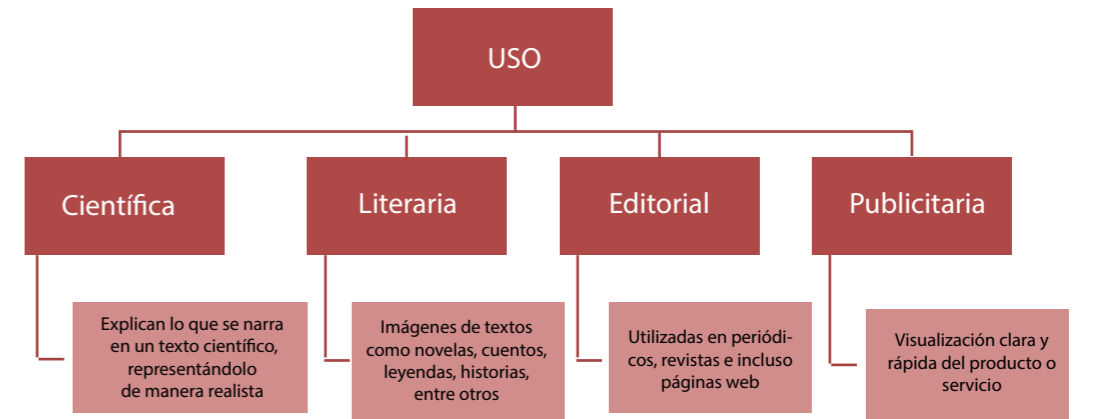 USO
Científica
Literaria
Editorial
Publicitaria
Explican lo que se narra
en un texto científico,
representándolo
de manera realista
Imágenes de textos
como novelas, cuentos,
leyendas, historias,
entre otros
Utilizadas en periódi-
cos, revistas e incluso
páginas web
Visualización clara y
rápida del producto o
servicio